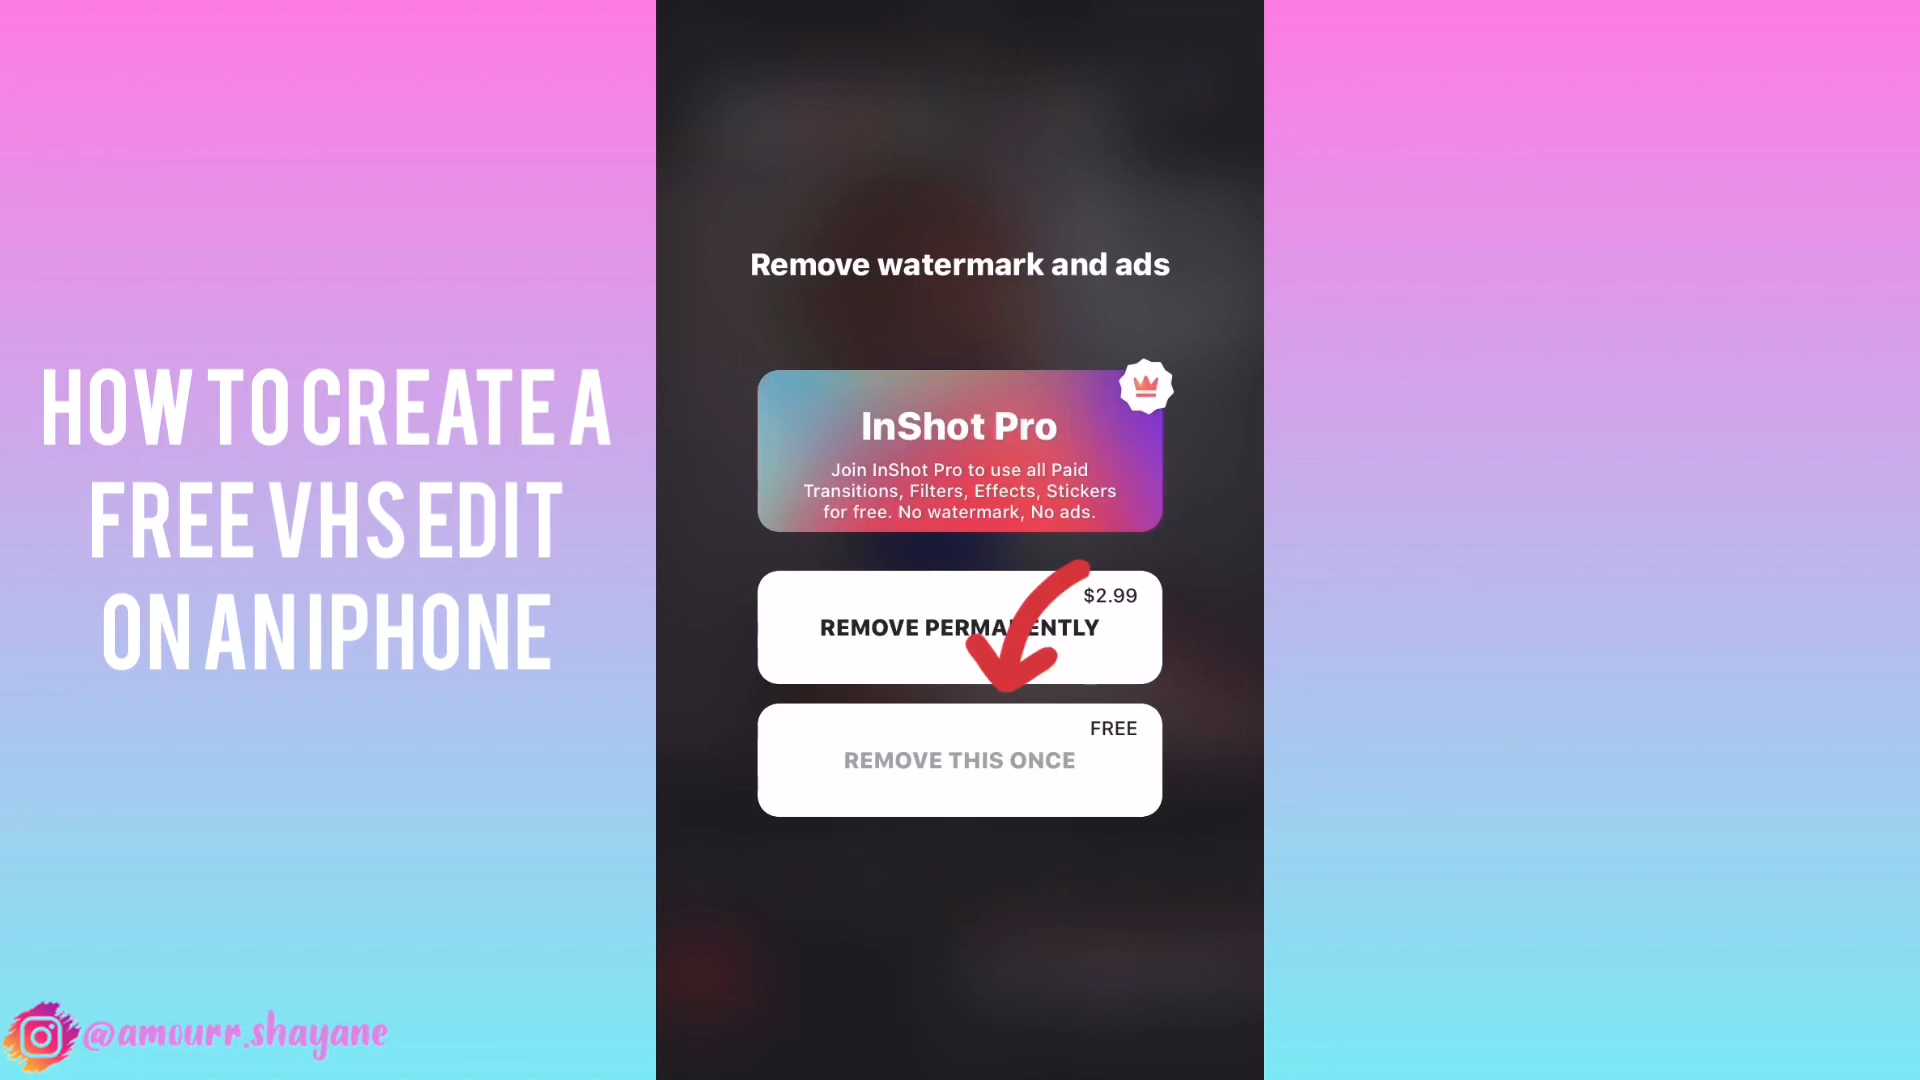 HOW TO CREATE A
FREE VHS EDIT
ON AN IPHONE
@amourr.shayane
Remove watermark and ads
InShot Pro
Join InShot Pro to use all Paid
Transitions, Filters, Effects, Stickers
for free. No watermark, No ads.
$2.99
REMOVE PERMANENTLY
FREE
REMOVE THIS ONCE